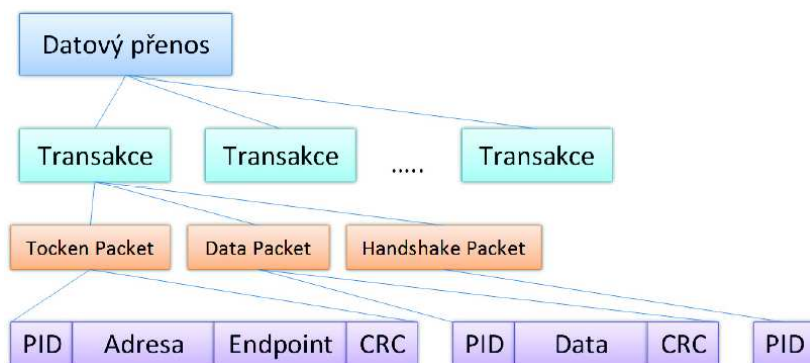 Datový přenos
Transakce Transakce ..... Transakce
Tocken Packet Data Packet Handshake Packet
PID Adresa Endpoint CRC PID Data CRC PID